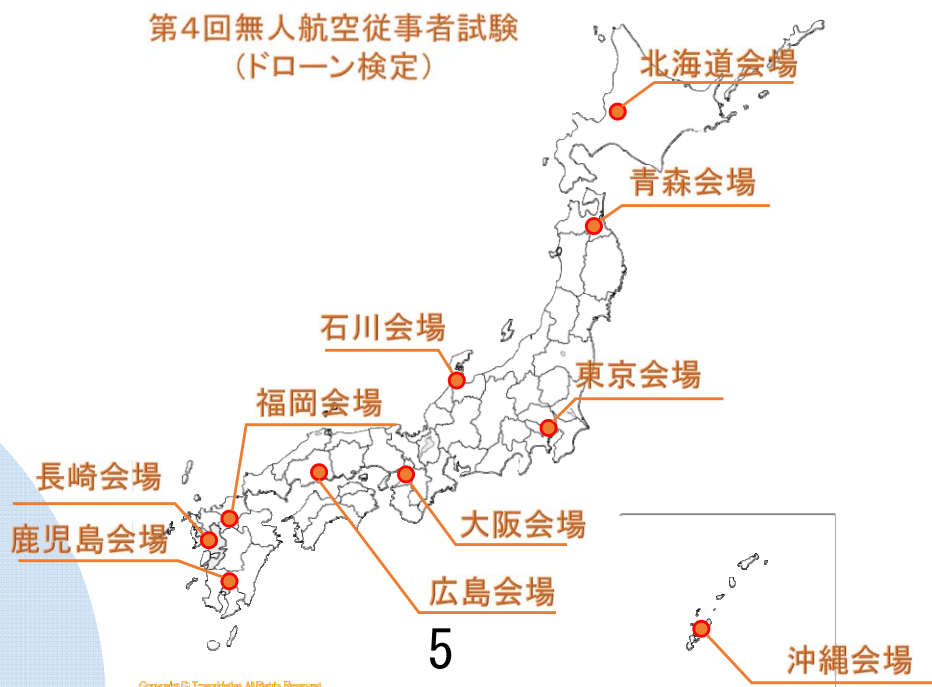 第4回無人航空従事者試験
(ドローン検定)
北海道会場
青森会場
石川会場
東京会場
福岡会場
長崎会場
大阪会場
鹿児島会場
広島会場
5
沖縄会場
All Rights Reserved